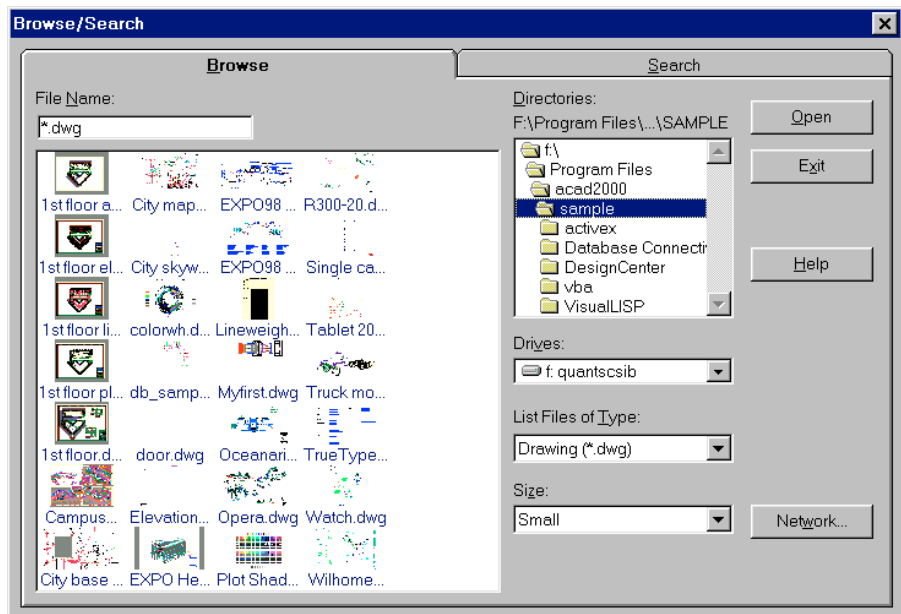 Browse/Search
Browse
Search
File Name:
*.dwg
1st floor a... City map... EXPO98 ... R300-20.d...
1st floor el... City skyw... EXPO98 ... Single ca...
1st floor li... colorwh.d... Lineweigh... Tablet 20...
1st floor pl... db_samp... Myfirst.dwg Truck mo...
1st floor.d... door.dwg Oceanari... TrueType...
Campus... Elevation... Opera.dwg Watch.dwg
City base ... EXPO He... Plot Shad... Wilhome...
Directories:
F:\Program Files\...\SAMPLE
f:\
Program Files
acad2000
sample
activex
Database Connecti
DesignCenter
vba
VisualLISP
Drives:
f: quantscsib
List Files of Type:
Drawing (*.dwg)
Size:
Small
Open
Exit
Help
Network...